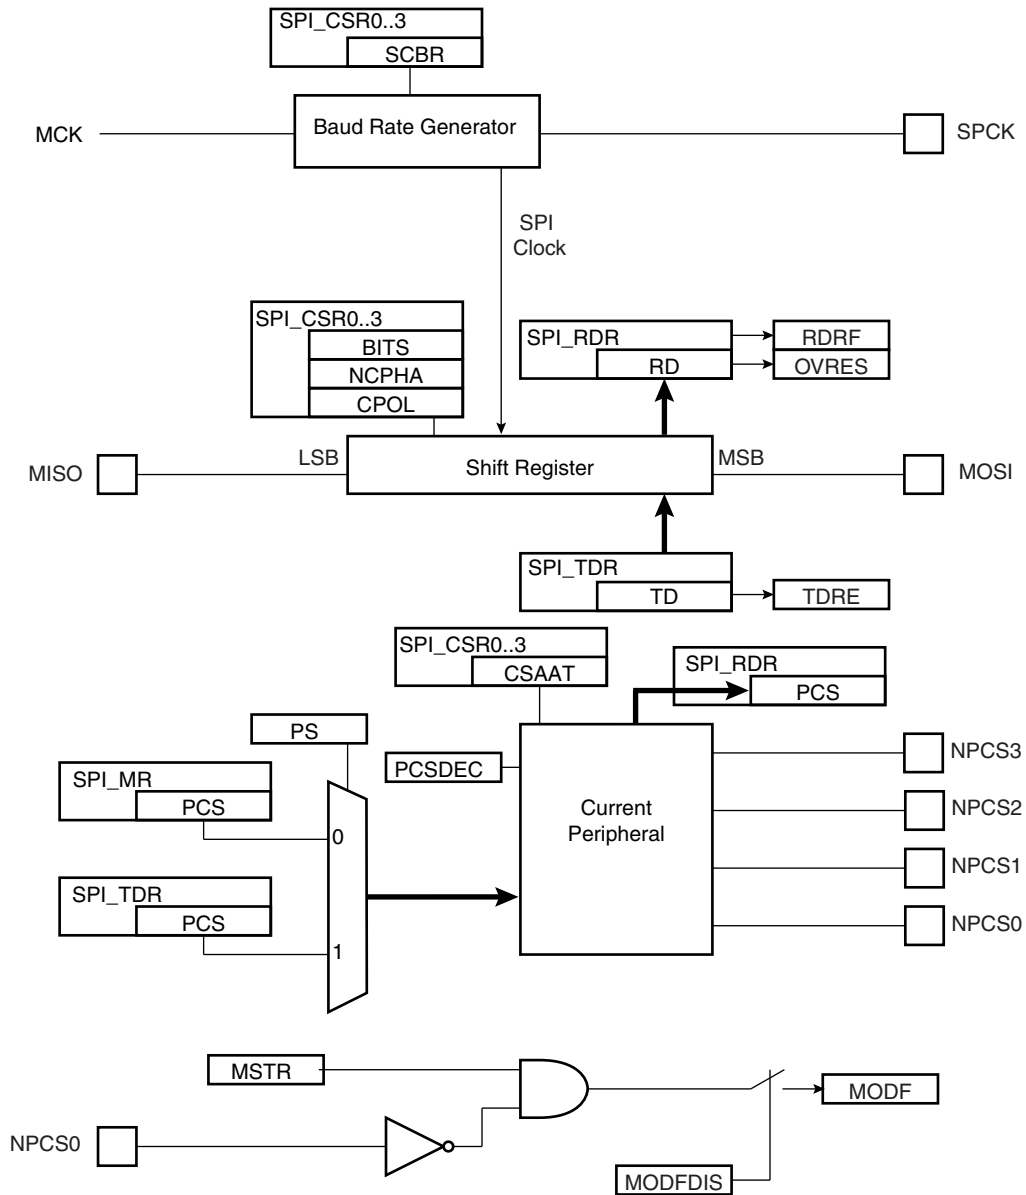 SPI_CSR0..3
SCBR
MCK
Baud Rate Generator
SPCK
SPI
Clock
SPI_CSR0..3
BITS
NCPHA
CPOL
SPI_RDR
RD
RDRF
OVRES
MISO
LSB
Shift Register
MSB
MOSI
SPI_TDR
TD
TDRE
SPI_CSR0..3
CSAAT
SPI_RDR
PCS
PS
PCSDEC
SPI_MR
PCS
0
SPI_TDR
PCS
1
Current
Peripheral
NPCS3
NPCS2
NPCS1
NPCS0
MSTR
MODF
NPCS0
MODFDIS